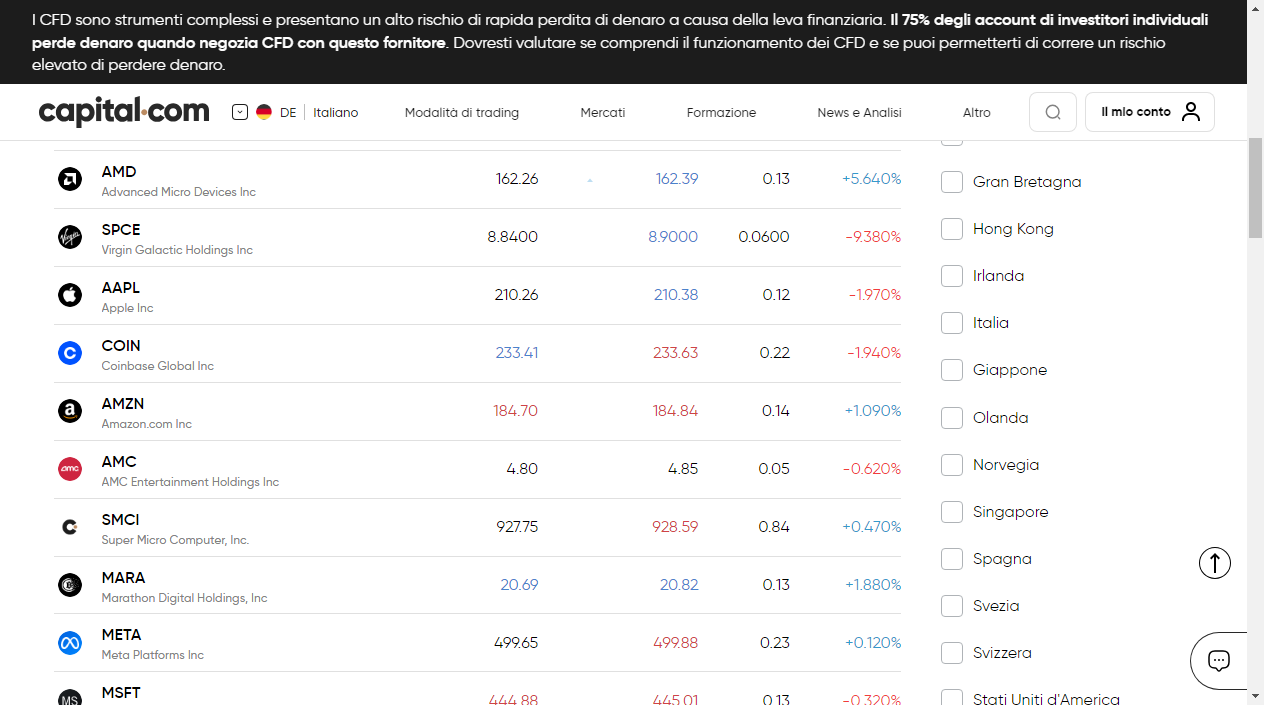 I CFD sono strumenti complessi e presentano un alto rischio di rapida perdita di denaro a causa della leva finanziaria. Il 75% degli account di investitori individuali
perde denaro quando negozia CFD con questo fornitore. Dovresti valutare se comprendi il funzionamento dei CFD e se puoi permetterti di correre un rischio
elevato di perdere denaro.
capital.com DE Italiano Modalità di trading Mercati Formazione News e Analisi Altro Il mio conto
AMD 162.26 162.39 0.13 +5.640%
Advanced Micro Devices Inc
SPCE 8.8400 8.9000 0.0600 -9.380%
Virgin Galactic Holdings Inc
AAPL 210.26 210.38 0.12 -1.970%
Apple Inc
COIN 233.41 233.63 0.22 -1.940%
Coinbase Global Inc
AMZN 184.70 184.84 0.14 +1.090%
Amazon.com Inc
AMC 4.80 4.85 0.05 -0.620%
AMC Entertainment Holdings Inc
SMCI 927.75 928.59 0.84 +0.470%
Super Micro Computer, Inc.
MARA 20.69 20.82 0.13 +1.880%
Marathon Digital Holdings, Inc
META 499.65 499.88 0.23 +0.120%
Meta Platforms Inc
MSFT 444.88 445.01 0.13 -0.320%
Gran Bretagna
Hong Kong
Irlanda
Italia
Giappone
Olanda
Norvegia
Singapore
Spagna
Svezia
Svizzera
Stati Uniti d'America